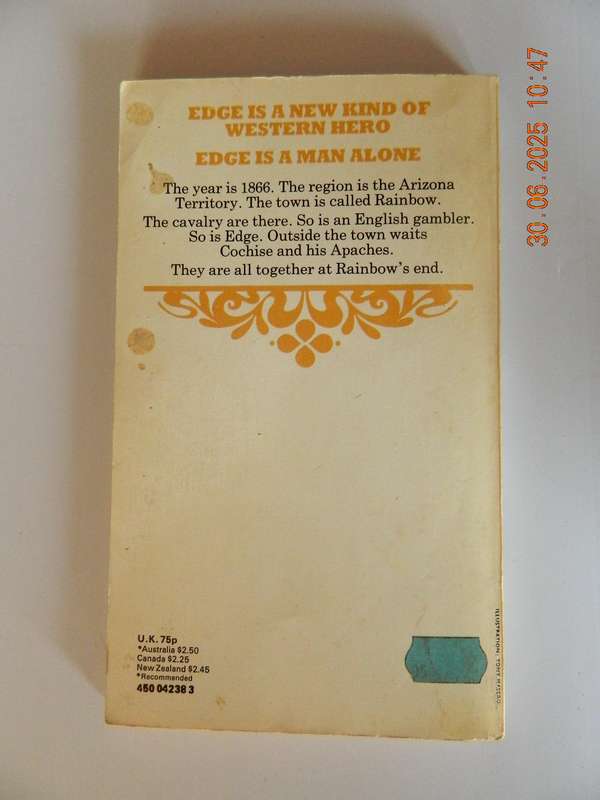 EDGE IS A NEW KIND OF
WESTERN HERO
EDGE IS A MAN ALONE
The year is 1866. The region is the Arizona
Territory. The town is called Rainbow.
The cavalry are there. So is an English gambler.
So is Edge. Outside the town waits
Cochise and his Apaches.
They are all together at Rainbow's end.
U.K. 75p
*Australia $2.50
Canada $2.25
New Zealand $2.45
*Recommended
450 04238 3
ILLUSTRATION, TONY
30.06.2025 10:47